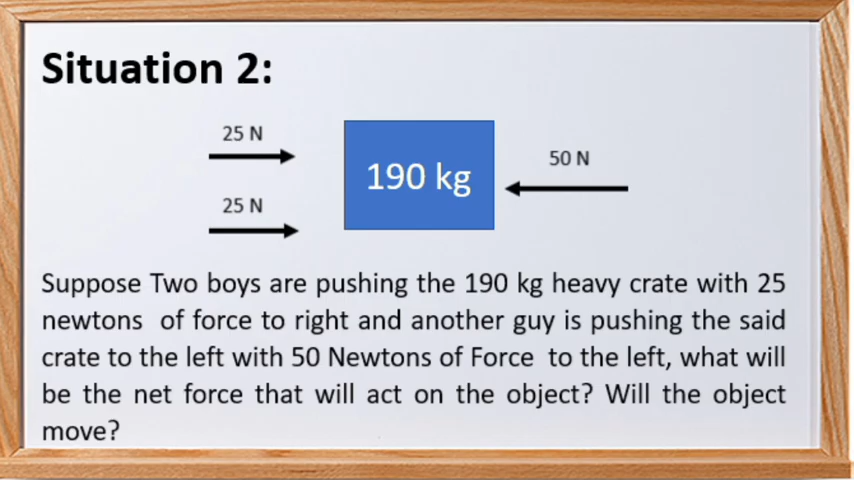 Situation 2:
25 N
50 N
190 kg
25 N
Suppose Two boys are pushing the 190 kg heavy crate with 25
newtons of force to right and another guy is pushing the said
crate to the left with 50 Newtons of Force to the left, what will
be the net force that will act on the object? Will the object
move?